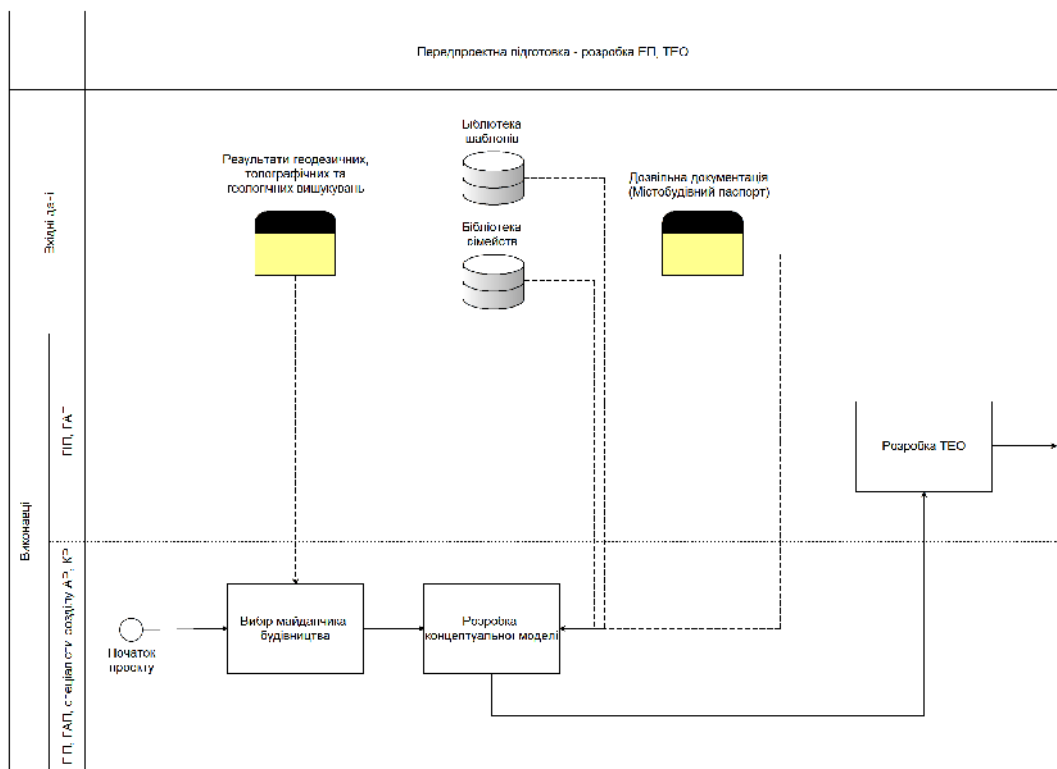 Передпроектна підготовка - розробка ЕП, ТЕО
Вхідні дані
Результати геодезичних,
топографічних та
геологічних вишукувань
Бібліотека
шаблонів
Бібліотека
сімейств
Дозвільна документація
(Містобудівний паспорт)
Виконавці
ГІП, ГАП
Розробка ТЕО
ГІП, ГАП, спеціалісти розділу АР, КР
Початок
проекту
Вибір майданчика
будівництва
Розробка
концептуальної моделі